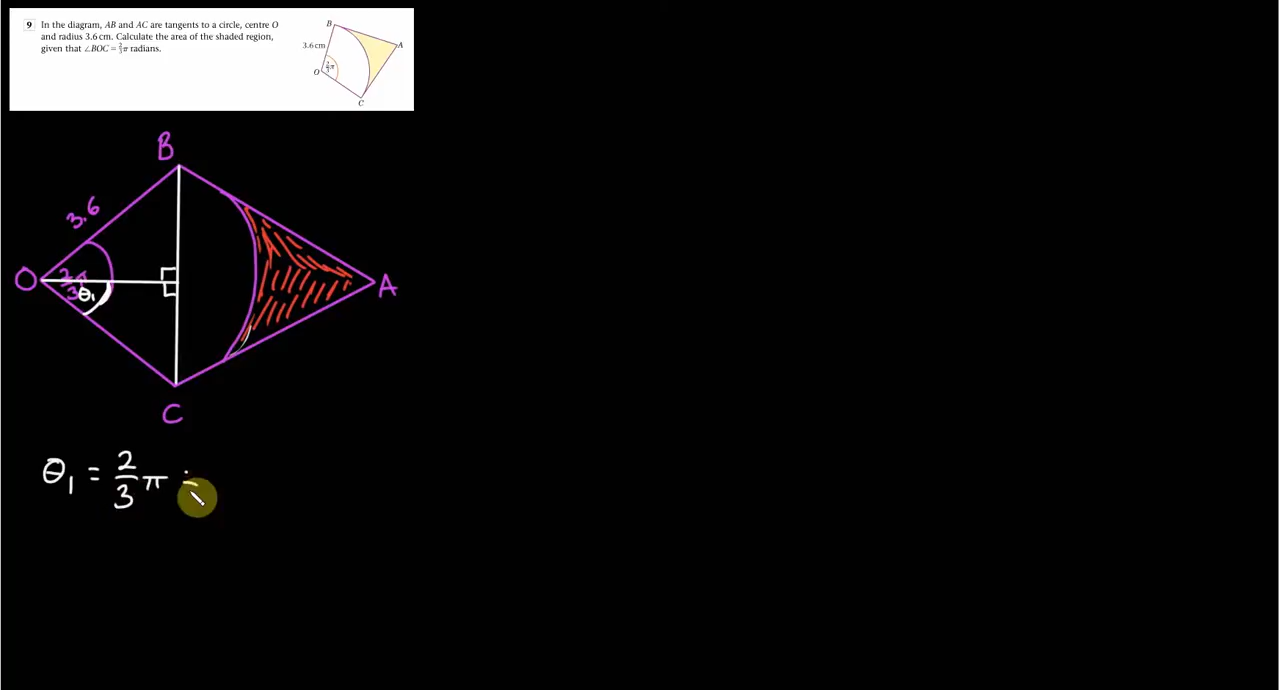 9 In the diagram, AB and AC are tangents to a circle, centre O
and radius 3.6 cm. Calculate the area of the shaded region,
given that ∠BOC = 2/3π radians.
B
3.6 cm
A
2/3π
O
C
B
3.6
O
2/3π
θ₁
A
C
θ₁ = 2/3 π ÷